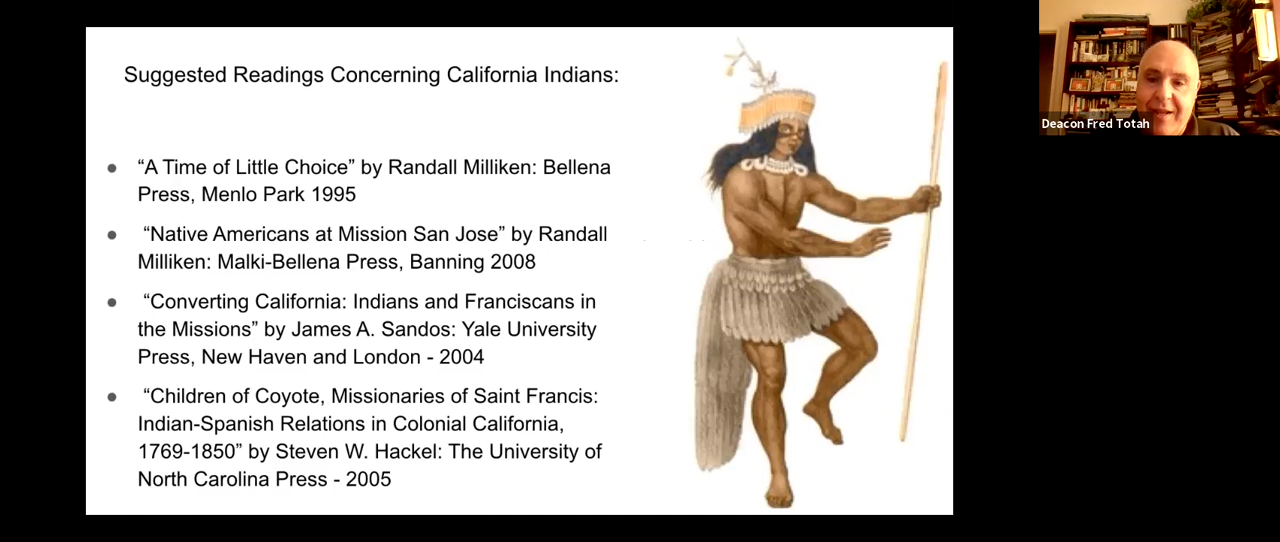 Suggested Readings Concerning California Indians:
Deacon Fred Totah
● “A Time of Little Choice” by Randall Milliken: Bellena
Press, Menlo Park 1995
● “Native Americans at Mission San Jose” by Randall
Milliken: Malki-Bellena Press, Banning 2008
● “Converting California: Indians and Franciscans in
the Missions” by James A. Sandos: Yale University
Press, New Haven and London - 2004
● “Children of Coyote, Missionaries of Saint Francis:
Indian-Spanish Relations in Colonial California,
1769-1850” by Steven W. Hackel: The University of
North Carolina Press - 2005